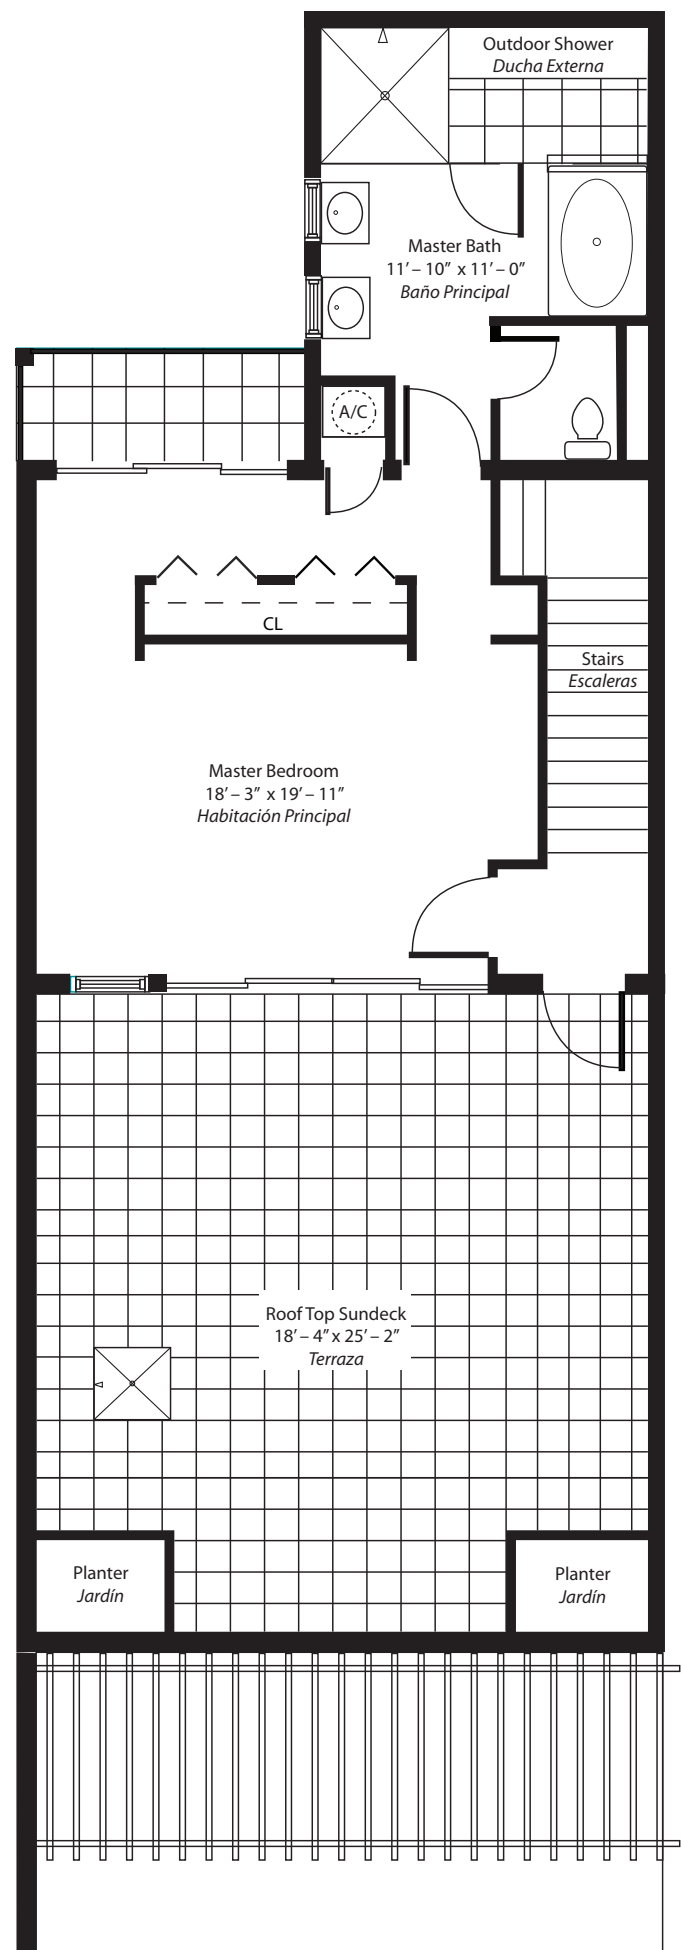 Outdoor Shower
Ducha Externa
Master Bath
11’ – 10” x 11’ – 0”
Baño Principal
A/C
CL
Stairs
Escaleras
Master Bedroom
18’ – 3” x 19’ – 11”
Habitación Principal
Roof Top Sundeck
18’ – 4” x 25’ – 2”
Terraza
Planter
Jardín
Planter
Jardín